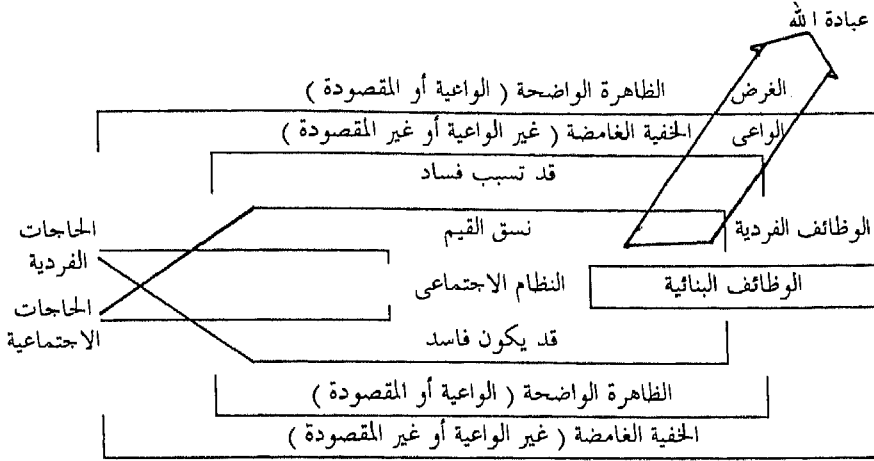 عبادة الله
الغرض الظاهرة الواضحة ( الواعية أو المقصودة )
الواعى الخفية الغامضة ( غير الواعية أو غير المقصودة )
قد تسبب فساد
الوظائف الفردية نسق القيم الحاجات
الفردية
الوظائف البنائية النظام الاجتماعى الحاجات
قد يكون فاسد الاجتماعية
الظاهرة الواضحة ( الواعية أو المقصودة )
الخفية الغامضة ( غير الواعية أو غير المقصودة )